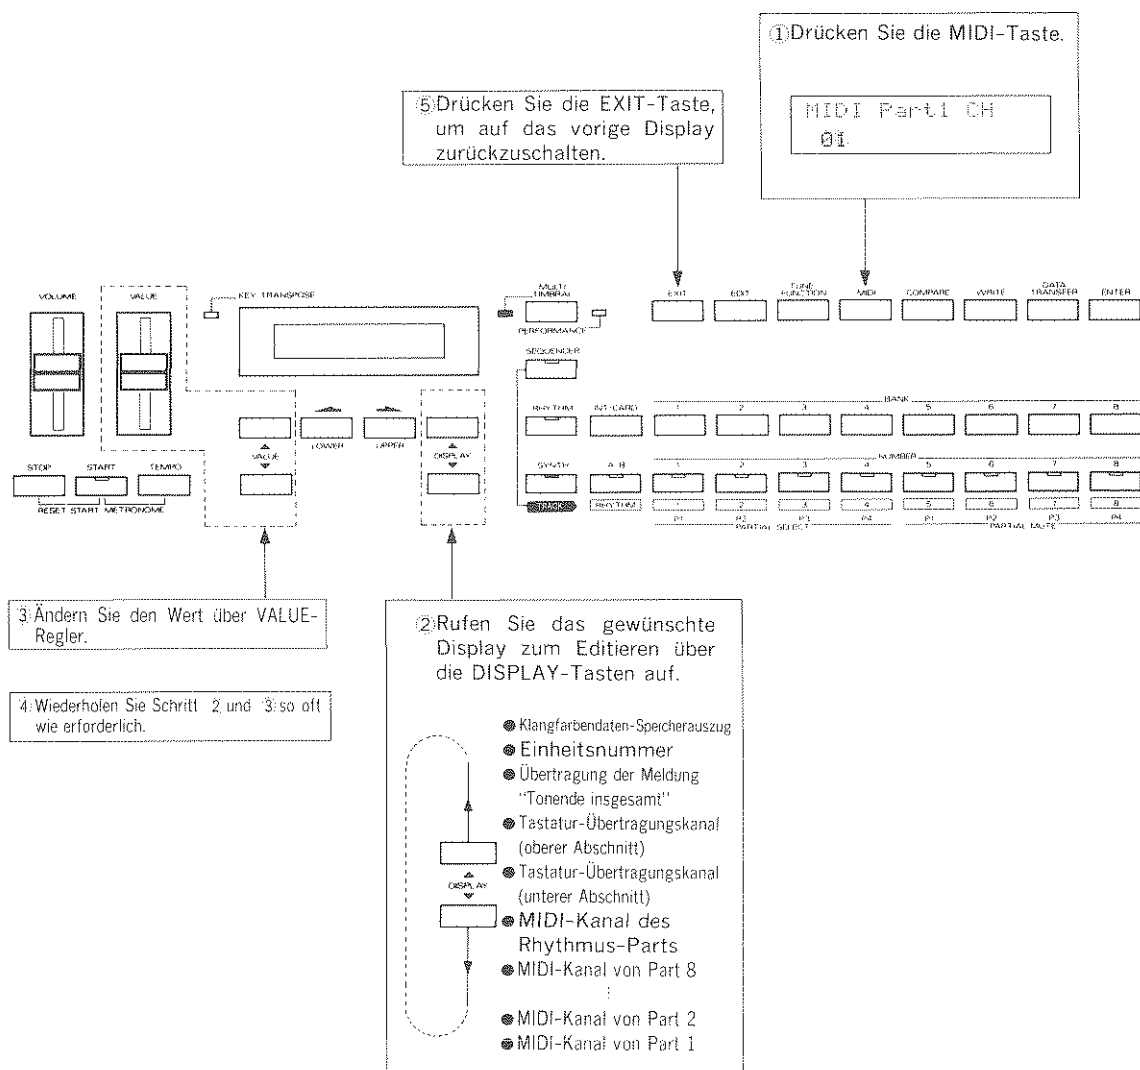 ①Drücken Sie die MIDI-Taste.
MIDI Part1 CH
01
⑤Drücken Sie die EXIT-Taste,
um auf das vorige Display
zurückzuschalten.
VOLUME
VALUE
KEY TRANSPOSE
MULTI
TIMBRAL
PERFORMANCE
EXIT
EDIT
TUNE
FUNCTION
MIDI
COMPARE
WRITE
DATA
TRANSFER
ENTER
SEQUENCER
BANK
RHYTHM
INT·CARD
1 2 3 4 5 6 7 8
LOWER
UPPER
VALUE
DISPLAY
NUMBER
SYNTH
A·B
1 2 3 4 5 6 7 8
STOP
START
TEMPO
RESET START METRONOME
TRACK
RHYTHM
1 2 3 4 5 6 7 8
P1 P2 P3 P4 P1 P2 P3 P4
PARTIAL SELECT
PARTIAL MUTE
③Ändern Sie den Wert über VALUE-
Regler.
④Wiederholen Sie Schritt ② und ③ so oft
wie erforderlich.
②Rufen Sie das gewünschte
Display zum Editieren über
die DISPLAY-Tasten auf.
● Klangfarbendaten-Speicherauszug
● Einheitsnummer
● Übertragung der Meldung
"Tonende insgesamt"
● Tastatur-Übertragungskanal
(oberer Abschnitt)
● Tastatur-Übertragungskanal
(unterer Abschnitt)
DISPLAY
● MIDI-Kanal des
Rhythmus-Parts
● MIDI-Kanal von Part 8
⋮
● MIDI-Kanal von Part 2
● MIDI-Kanal von Part 1